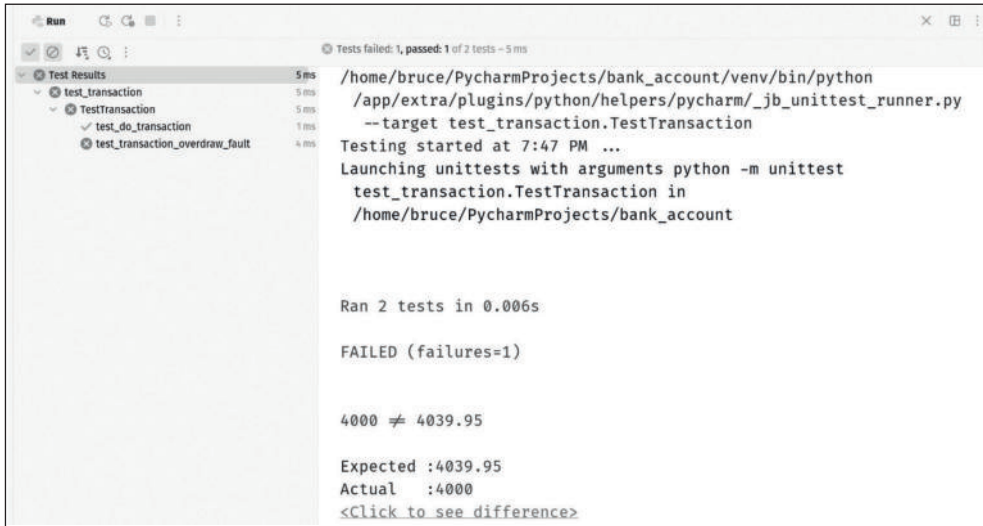 Run
Tests failed: 1, passed: 1 of 2 tests – 5 ms
Test Results 5 ms
test_transaction 5 ms
TestTransaction 5 ms
test_do_transaction 1 ms
test_transaction_overdraw_fault 4 ms
/home/bruce/PycharmProjects/bank_account/venv/bin/python
/app/extra/plugins/python/helpers/pycharm/_jb_unittest_runner.py
--target test_transaction.TestTransaction
Testing started at 7:47 PM ...
Launching unittests with arguments python -m unittest
test_transaction.TestTransaction in
/home/bruce/PycharmProjects/bank_account
Ran 2 tests in 0.006s
FAILED (failures=1)
4000 ≠ 4039.95
Expected :4039.95
Actual :4000
<Click to see difference>